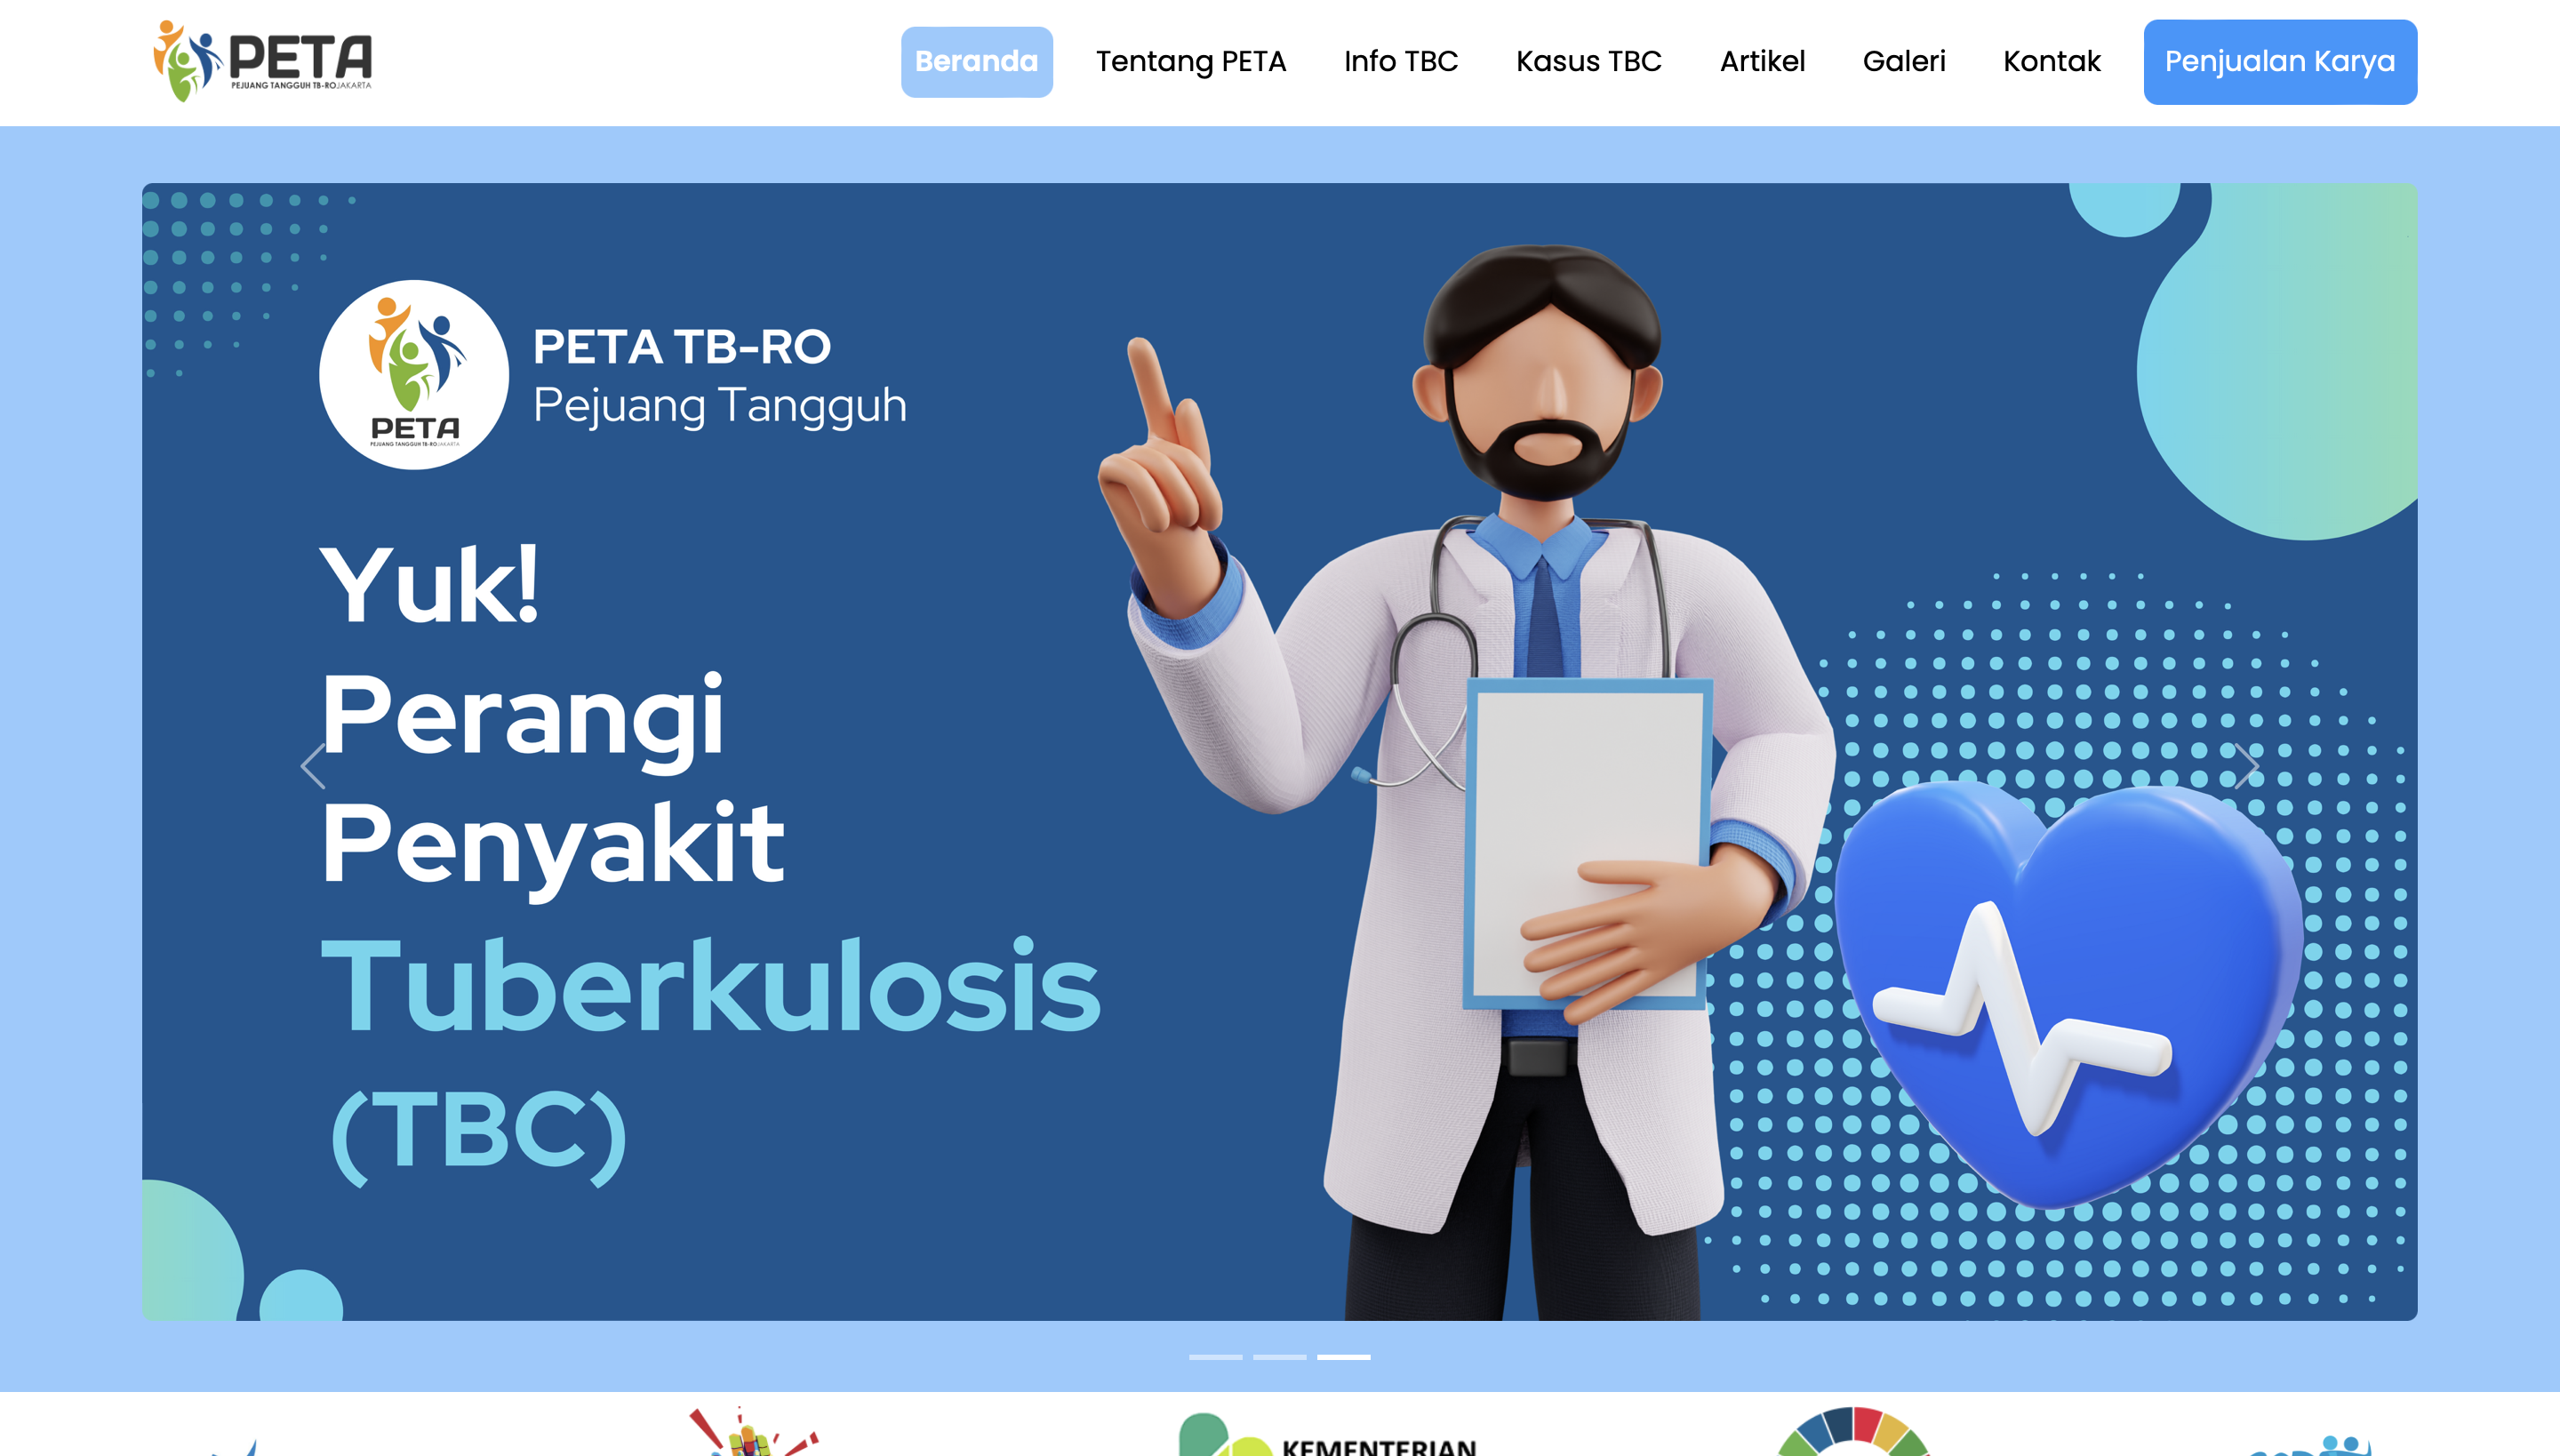 PETA
PEJUANG TANGGUH TB-RO JAKARTA
Beranda
Tentang PETA
Info TBC
Kasus TBC
Artikel
Galeri
Kontak
Penjualan Karya
PETA
PEJUANG TANGGUH TB-RO JAKARTA
PETA TB-RO
Pejuang Tangguh
Yuk!
Perangi
Penyakit
Tuberkulosis
(TBC)
KEMENTERIAN